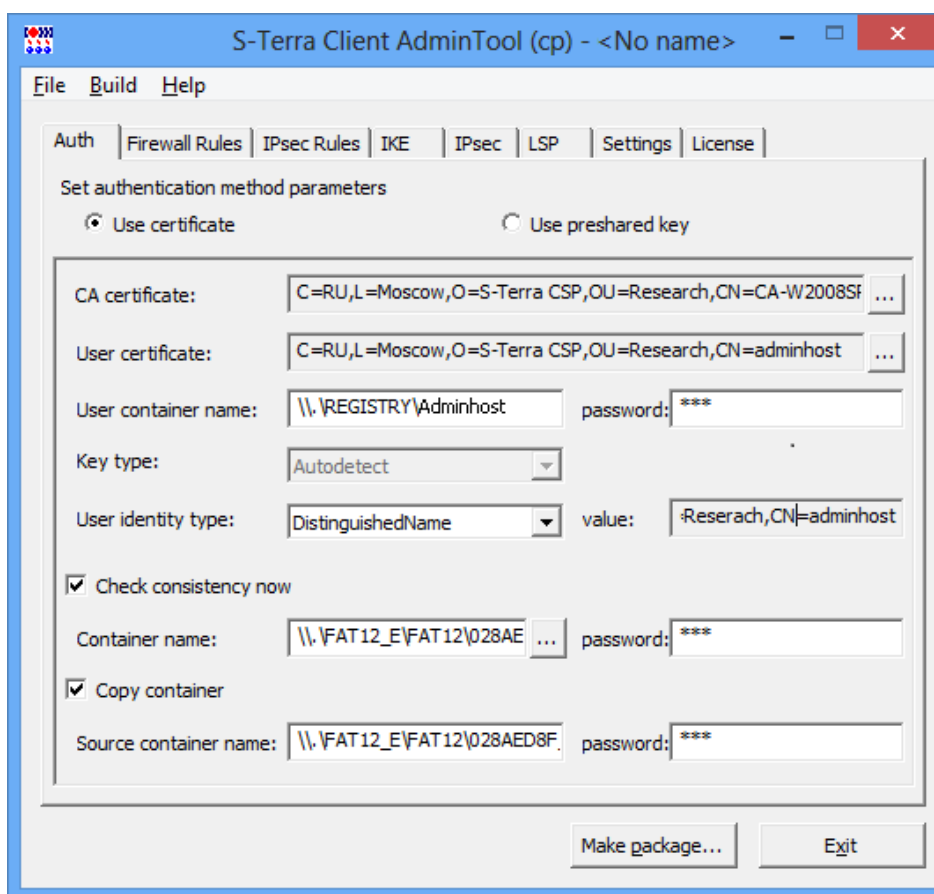 S-Terra Client AdminTool (cp) - <No name>
File Build Help
Auth Firewall Rules IPsec Rules IKE IPsec LSP Settings License
Set authentication method parameters
Use certificate Use preshared key
CA certificate: C=RU,L=Moscow,O=S-Terra CSP,OU=Research,CN=CA-W2008SF ...
User certificate: C=RU,L=Moscow,O=S-Terra CSP,OU=Research,CN=adminhost ...
User container name: \\.\REGISTRY\Adminhost password: ***
Key type: Autodetect
User identity type: DistinguishedName value: :Reserach,CN=adminhost
Check consistency now
Container name: \\.\FAT12_E\FAT12\028AE ... password: ***
Copy container
Source container name: \\.\FAT12_E\FAT12\028AED8F_ password: ***
Make package... Exit